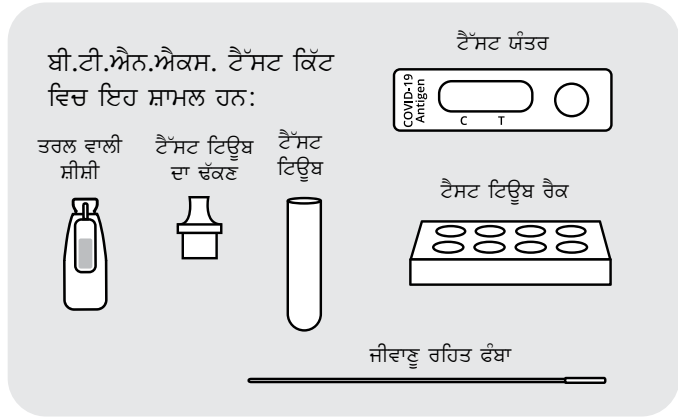 ਬੀ.ਟੀ.ਐਨ.ਐਕਸ. ਟੈੱਸਟ ਕਿੱਟ
ਵਿਚ ਇਹ ਸ਼ਾਮਲ ਹਨ:
ਤਰਲ ਵਾਲੀ
ਸ਼ੀਸ਼ੀ
ਟੈੱਸਟ ਟਿਊਬ
ਦਾ ਢੱਕਣ
ਟੈੱਸਟ
ਟਿਊਬ
ਟੈੱਸਟ ਯੰਤਰ
COVID-19
Antigen
C T
ਟੈਸਟ ਟਿਊਬ ਰੈਕ
ਜੀਵਾਣੂ ਰਹਿਤ ਫੰਬਾ